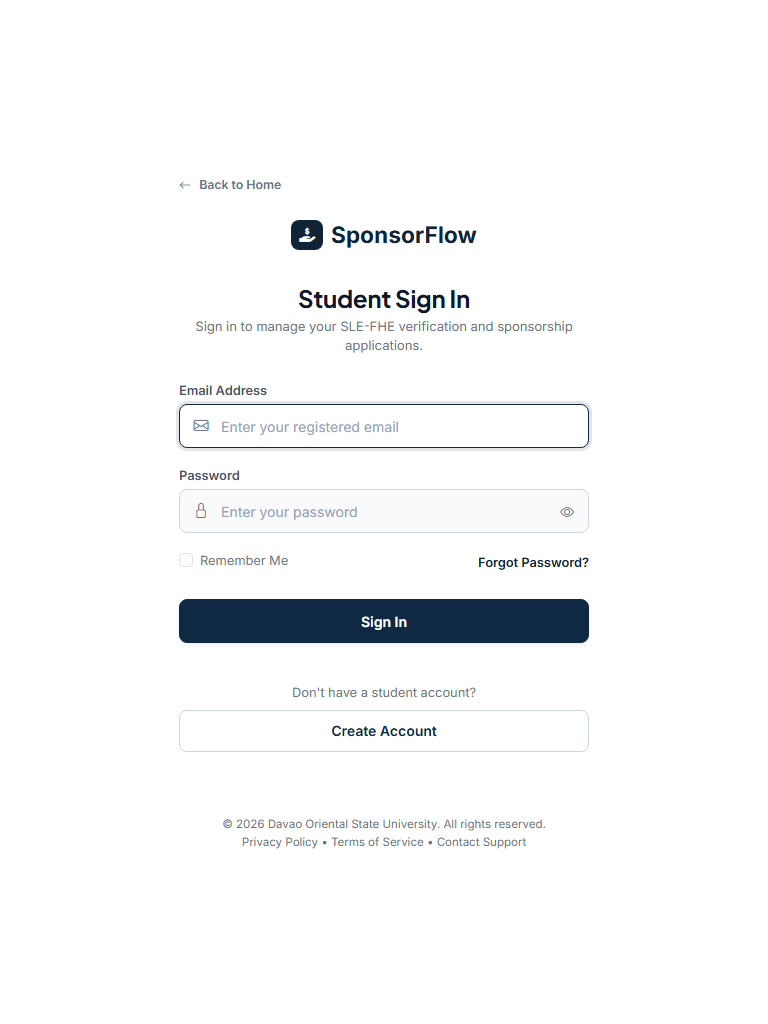 Back to Home
SponsorFlow
Student Sign In
Sign in to manage your SLE-FHE verification and sponsorship
applications.
Email Address
Enter your registered email
Password
Enter your password
Remember Me
Forgot Password?
Sign In
Don't have a student account?
Create Account
© 2026 Davao Oriental State University. All rights reserved.
Privacy Policy • Terms of Service • Contact Support